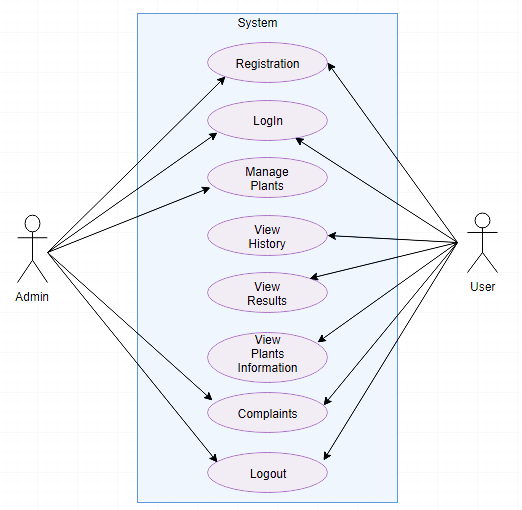 System
Registration
LogIn
Manage
Plants
View
History
View
Results
View
Plants
Information
Complaints
Logout
Admin
User